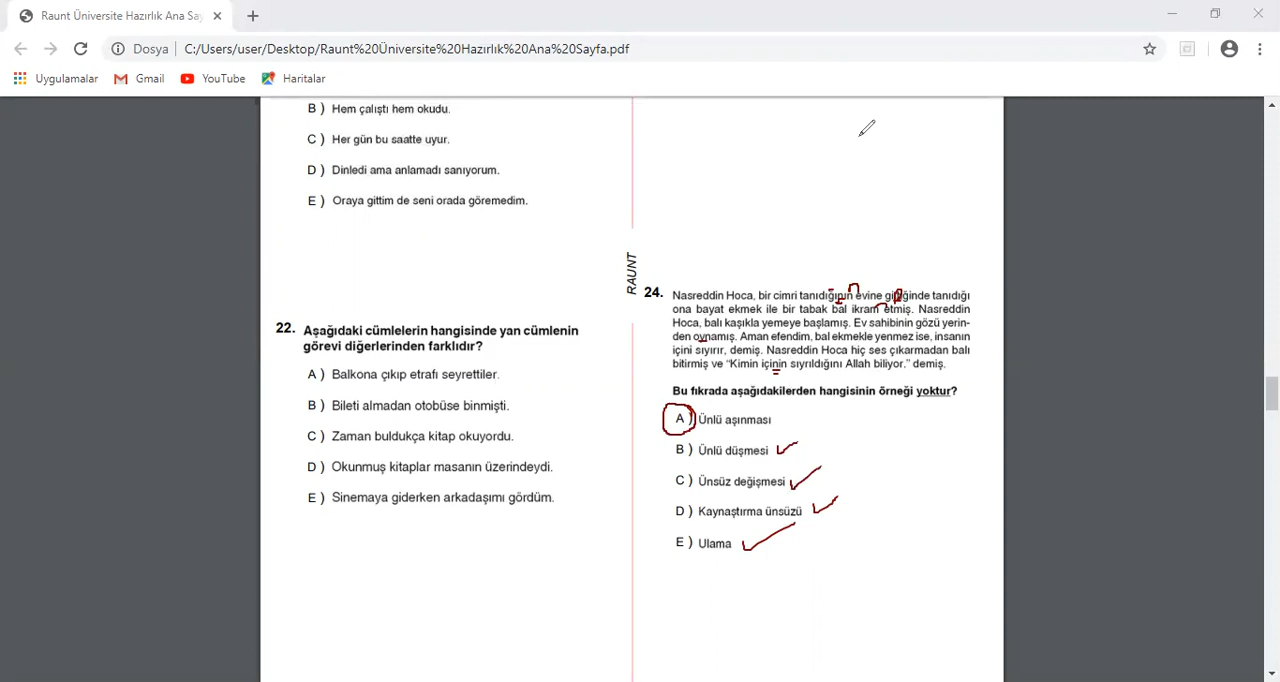 Raunt Üniversite Hazırlık Ana Say
Dosya C:/Users/user/Desktop/Raunt%20Üniversite%20Hazırlık%20Ana%20Sayfa.pdf
Uygulamalar Gmail YouTube Haritalar
B ) Hem çalıştı hem okudu.
C ) Her gün bu saatte uyur.
D ) Dinledi ama anlamadı sanıyorum.
E ) Oraya gittim de seni orada göremedim.
22. Aşağıdaki cümlelerin hangisinde yan cümlenin
görevi diğerlerinden farklıdır?
A ) Balkona çıkıp etrafı seyrettiler.
B ) Bileti almadan otobüse binmişti.
C ) Zaman buldukça kitap okuyordu.
D ) Okunmuş kitaplar masanın üzerindeydi.
E ) Sinemaya giderken arkadaşımı gördüm.
RAUNT
24. Nasreddin Hoca, bir cimri tanıdığının evine gittiğinde tanıdığı
ona bayat ekmek ile bir tabak bal ikram etmiş. Nasreddin
Hoca, balı kaşıkla yemeye başlamış. Ev sahibinin gözü yerin-
den oynamış. Aman efendim, bal ekmekle yenmez ise, insanın
içini sıyırır, demiş. Nasreddin Hoca hiç ses çıkarmadan balı
bitirmiş ve “Kimin içinin sıyrıldığını Allah biliyor.” demiş.
Bu fıkrada aşağıdakilerden hangisinin örneği yoktur?
A ) Ünlü aşınması
B ) Ünlü düşmesi
C ) Ünsüz değişmesi
D ) Kaynaştırma ünsüzü
E ) Ulama